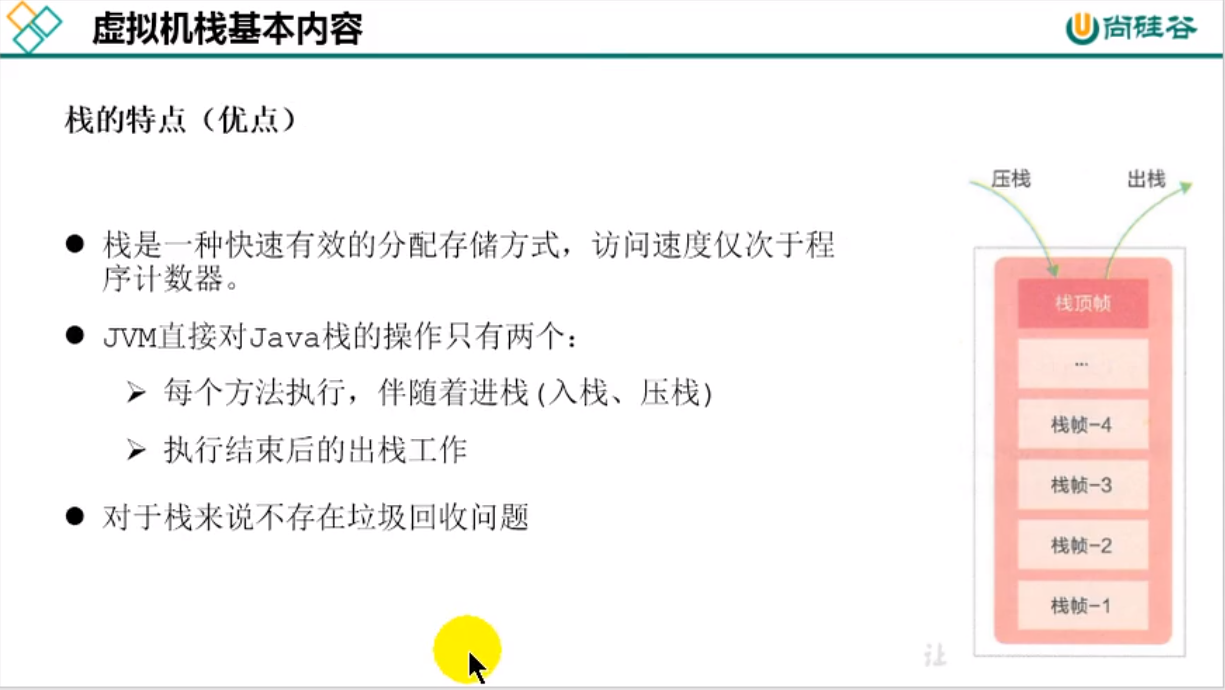 虚拟机栈基本内容
尚硅谷
栈的特点（优点）
栈是一种快速有效的分配存储方式，访问速度仅次于程
序计数器。
JVM直接对Java栈的操作只有两个：
每个方法执行，伴随着进栈(入栈、压栈)
执行结束后的出栈工作
对于栈来说不存在垃圾回收问题
压栈
出栈
栈顶帧
...
栈帧-4
栈帧-3
栈帧-2
栈帧-1
让